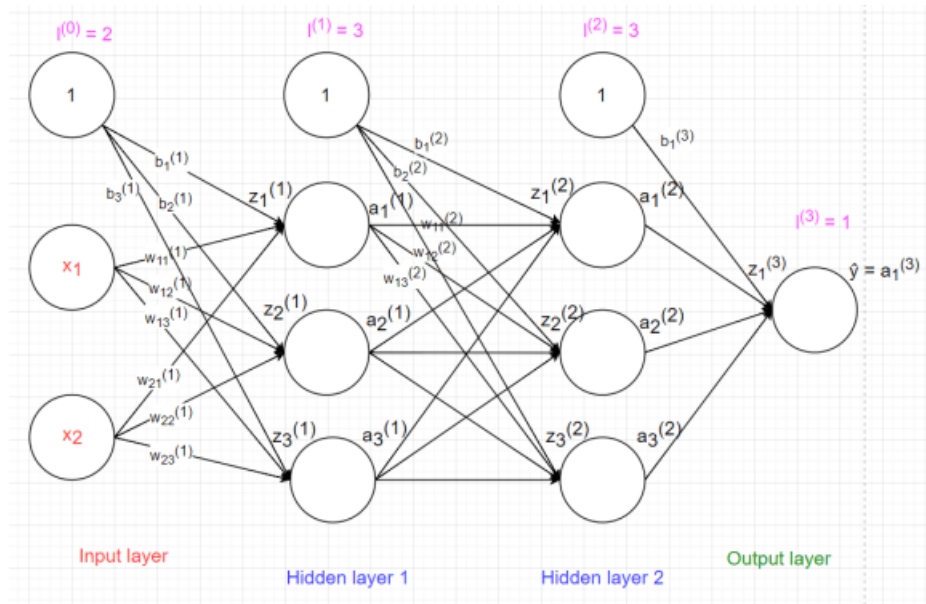 l⁽⁰⁾ = 2
l⁽¹⁾ = 3
l⁽²⁾ = 3
1
1
1
b₁⁽¹⁾
b₃⁽¹⁾
b₂⁽¹⁾
b₁⁽²⁾
b₂⁽²⁾
b₁⁽³⁾
z₁⁽¹⁾
a₁⁽¹⁾
z₁⁽²⁾
a₁⁽²⁾
l⁽³⁾ = 1
x₁
w₁₁⁽¹⁾
w₁₂⁽¹⁾
w₁₃⁽¹⁾
w₁₁⁽²⁾
w₁₂⁽²⁾
w₁₃⁽²⁾
z₁⁽³⁾
ŷ = a₁⁽³⁾
z₂⁽¹⁾
a₂⁽¹⁾
z₂⁽²⁾
a₂⁽²⁾
w₂₁⁽¹⁾
w₂₂⁽¹⁾
w₂₃⁽¹⁾
x₂
z₃⁽¹⁾
a₃⁽¹⁾
z₃⁽²⁾
a₃⁽²⁾
Input layer
Hidden layer 1
Hidden layer 2
Output layer